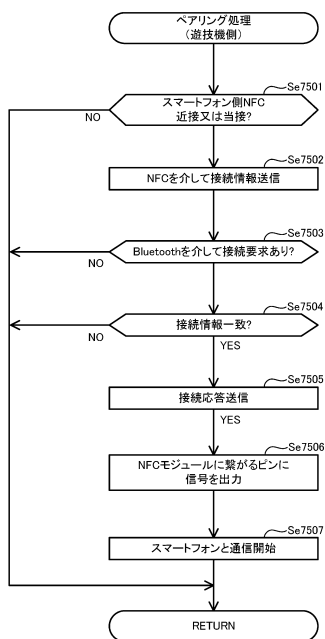 ペアリング処理
(遊技機側)
Se7501
スマートフォン側NFC
近接又は当接?
NO
Se7502
NFCを介して接続情報送信
Se7503
Bluetoothを介して接続要求あり?
NO
Se7504
接続情報一致?
NO
YES
Se7505
接続応答送信
YES
Se7506
NFCモジュールに繋がるピンに
信号を出力
Se7507
スマートフォンと通信開始
RETURN